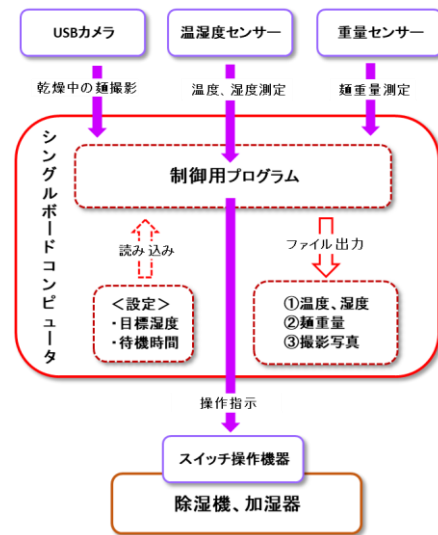 USBカメラ
温湿度センサー
重量センサー
乾燥中の麺撮影
温度、湿度測定
麺重量測定
シングルボードコンピュータ
制御用プログラム
読み込み
ファイル出力
＜設定＞
・目標湿度
・待機時間
①温度、湿度
②麺重量
③撮影写真
操作指示
スイッチ操作機器
除湿機、加湿器